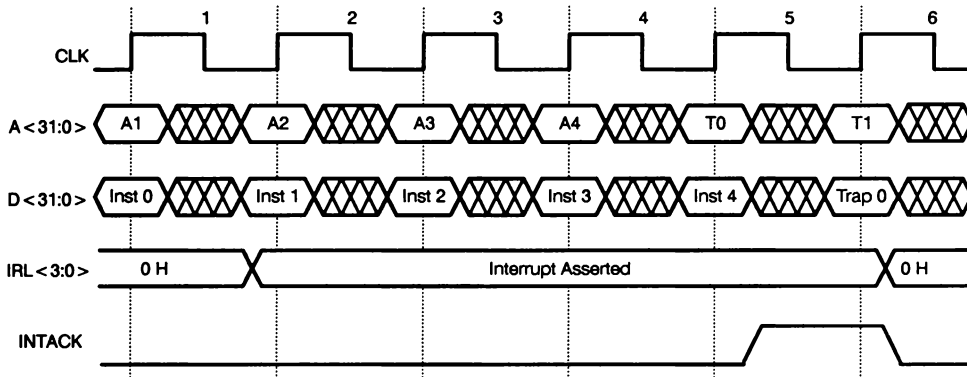 1 2 3 4 5 6
CLK
A<31:0> A1 A2 A3 A4 T0 T1
D<31:0> Inst 0 Inst 1 Inst 2 Inst 3 Inst 4 Trap 0
IRL<3:0> 0 H Interrupt Asserted 0 H
INTACK